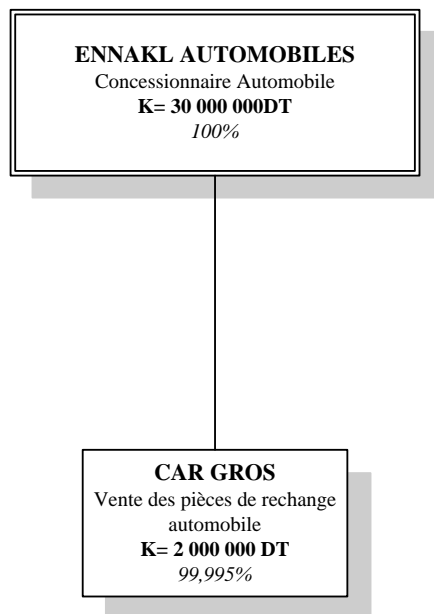 ENNAKL AUTOMOBILES
Concessionnaire Automobile
K= 30 000 000DT
100%
CAR GROS
Vente des pièces de rechange
automobile
K= 2 000 000 DT
99,995%